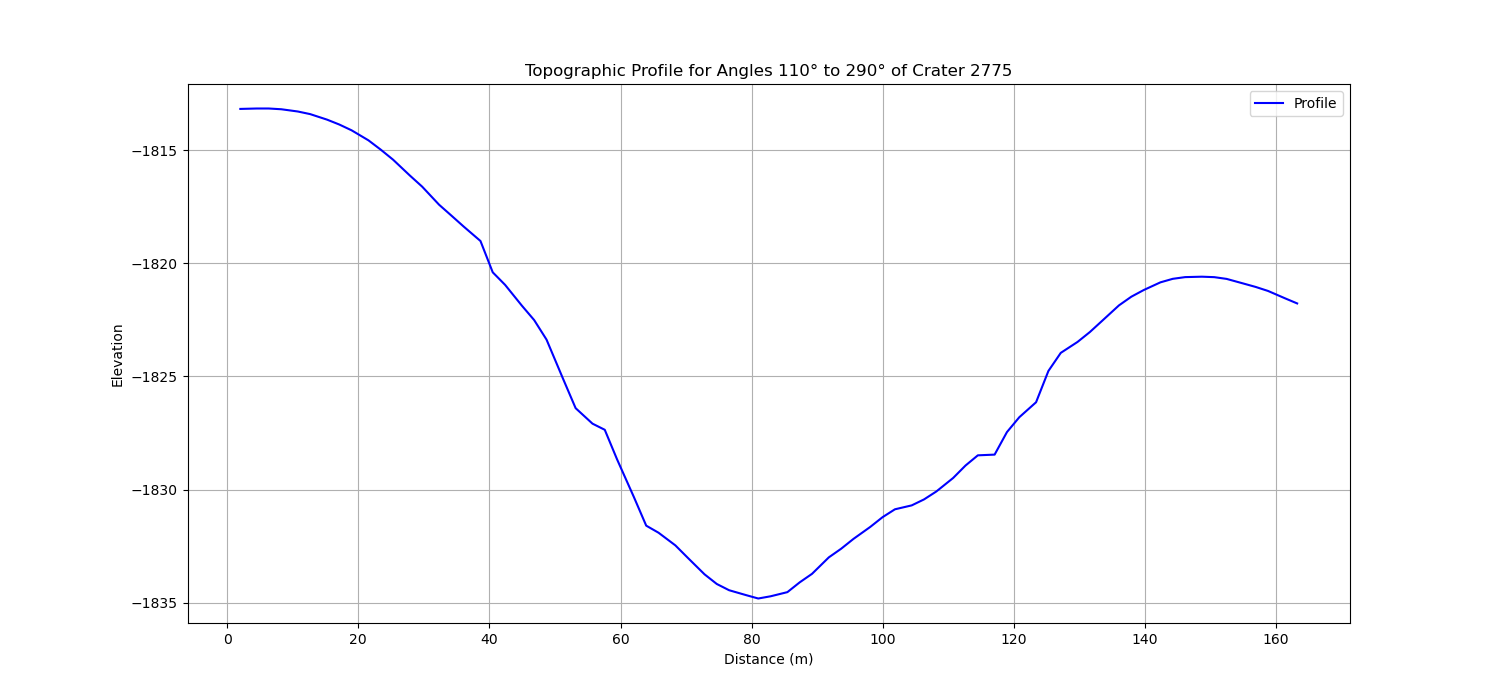 Topographic Profile for Angles 110° to 290° of Crater 2775
Profile
Elevation
−1815
−1820
−1825
−1830
−1835
0 20 40 60 80 100 120 140 160
Distance (m)